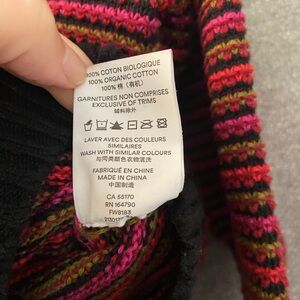 100% COTON BIOLOGIQUE
100% ORGANIC COTTON
100% 棉（有机）
GARNITURES NON COMPRISES
EXCLUSIVE OF TRIMS
辅料除外
LAVER AVEC DES COULEURS
SIMILAIRES
WASH WITH SIMILAR COLOURS
与同类颜色衣物混洗
FABRIQUÉ EN CHINE
MADE IN CHINA
中国制造
CA 55170
RN 164790
FW8183